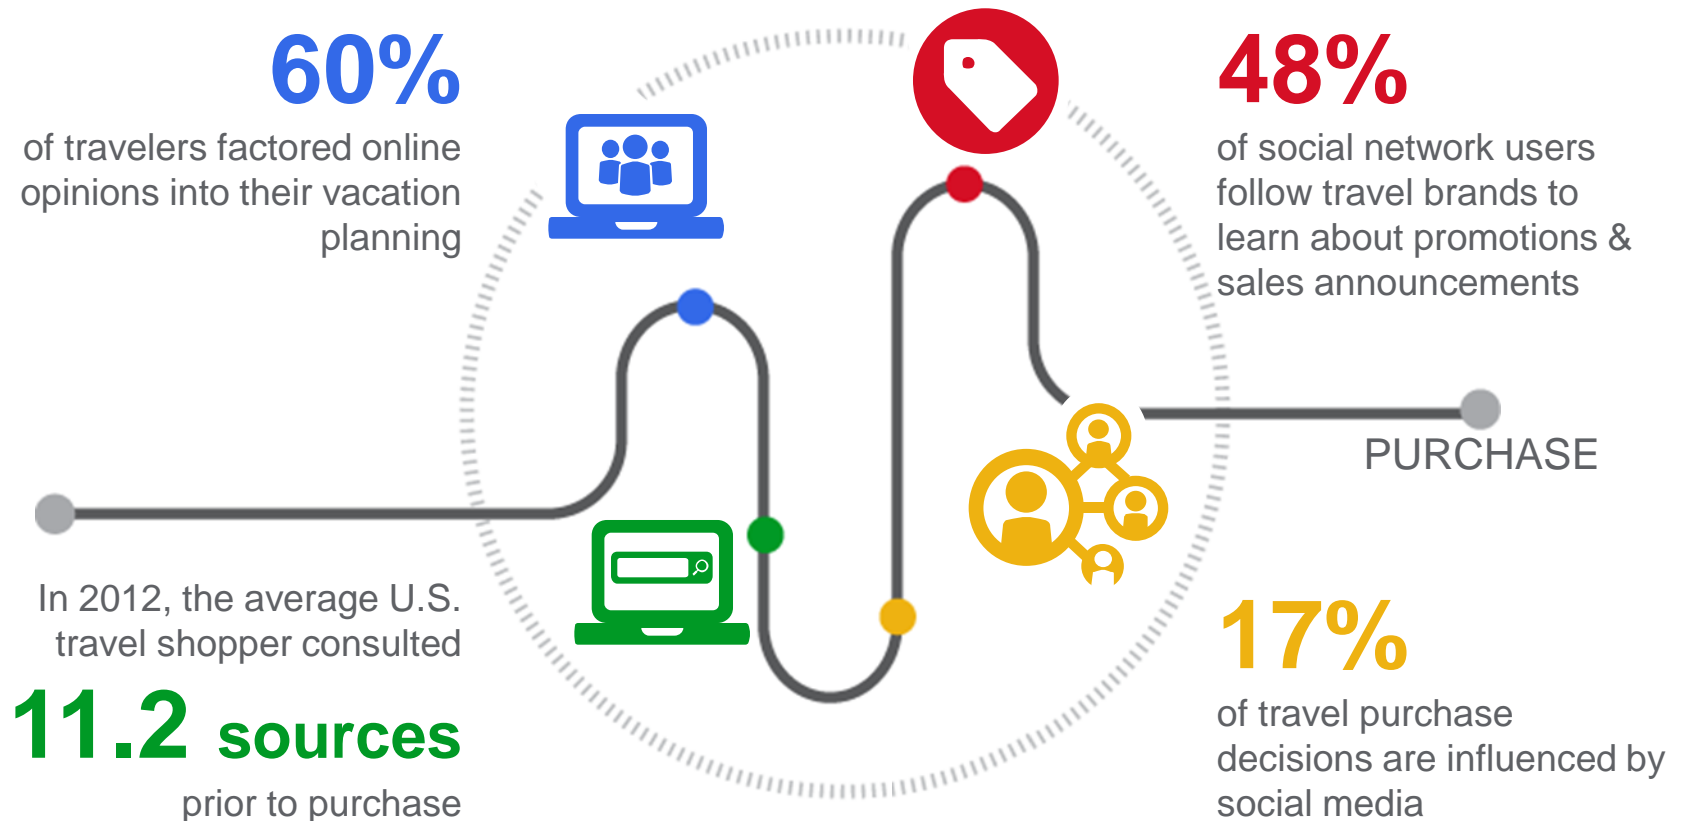 60%
of travelers factored online
opinions into their vacation
planning
48%
of social network users
follow travel brands to
learn about promotions &
sales announcements
PURCHASE
In 2012, the average U.S.
travel shopper consulted
11.2 sources
prior to purchase
17%
of travel purchase
decisions are influenced by
social media